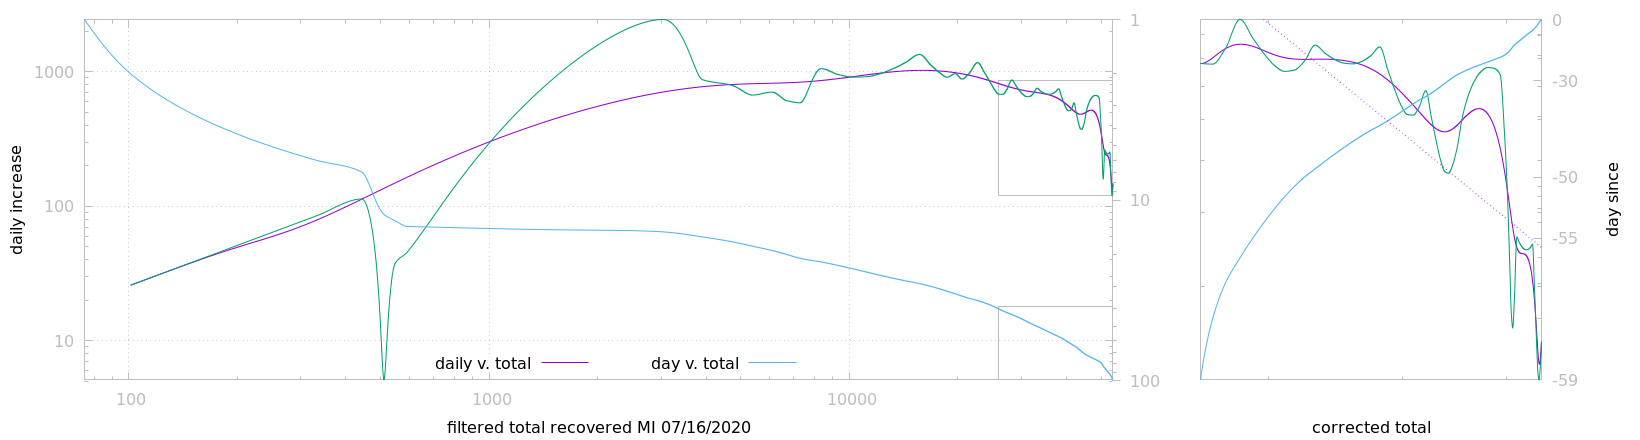 1
0
1000
-30
daily increase
day since
-50
100
10
-55
10
daily v. total
day v. total
100
-59
100
1000
10000
filtered total recovered MI 07/16/2020
corrected total